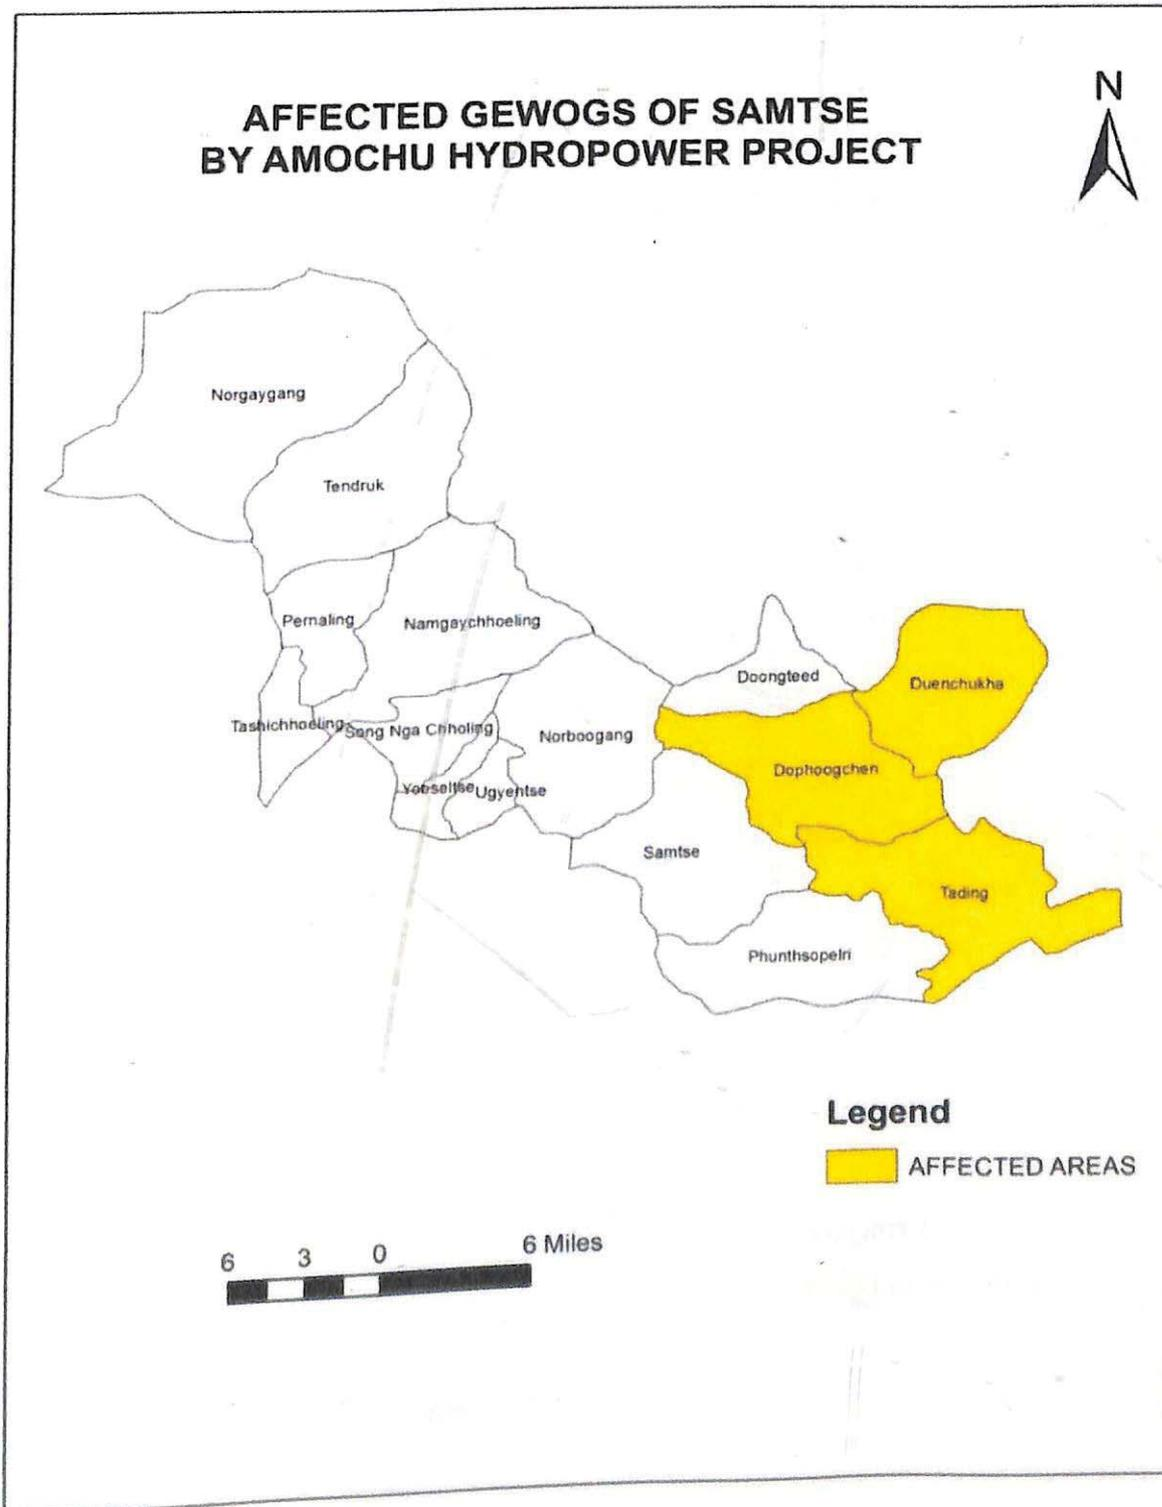 N
AFFECTED GEWOGS OF SAMTSE
BY AMOCHU HYDROPOWER PROJECT
Norgaygang
Tendruk
Pemaling
Namgaychhoeling
Doongteed
Duenchukha
Tashichhoeling
Sang Nga Chholing
Norboogang
Dophoogchen
Yoeseltse
Ugyentse
Samtse
Tading
Phunthsopelri
Legend
AFFECTED AREAS
6 3 0 6 Miles